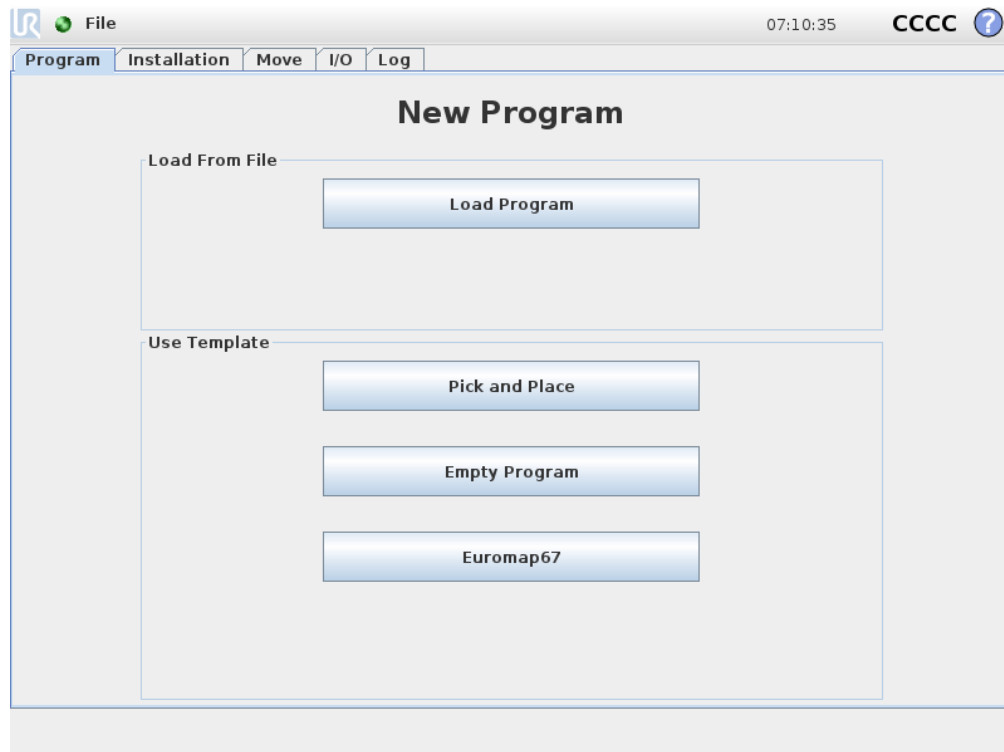 UR File 07:10:35 CCCC ?
Program Installation Move I/O Log
New Program
Load From File
Load Program
Use Template
Pick and Place
Empty Program
Euromap67